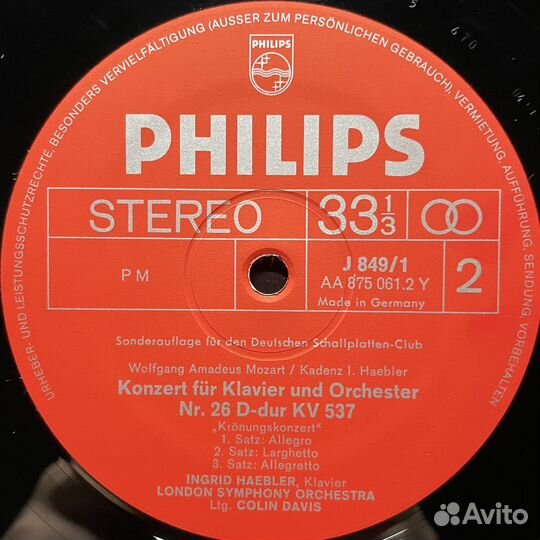 URHEBER- UND LEISTUNGSSCHUTZRECHTE, BESONDERS VERVIELFÄLTIGUNG (AUSSER ZUM PERSÖNLICHEN GEBRAUCH), VERMIETUNG, AUFFÜHRUNG, SENDUNG VORBEHALTEN
PHILIPS
PHILIPS
STEREO
33 1/3
PM
J 849/1
AA 875 061.2 Y
Made in Germany
2
Sonderauflage für den Deutschen Schallplatten-Club
Wolfgang Amadeus Mozart / Kadenz I. Haebler
Konzert für Klavier und Orchester
Nr. 26 D-dur KV 537
„Krönungskonzert"
1. Satz: Allegro
2. Satz: Larghetto
3. Satz: Allegretto
INGRID HAEBLER, Klavier
LONDON SYMPHONY ORCHESTRA
Ltg. COLIN DAVIS
670
Avito